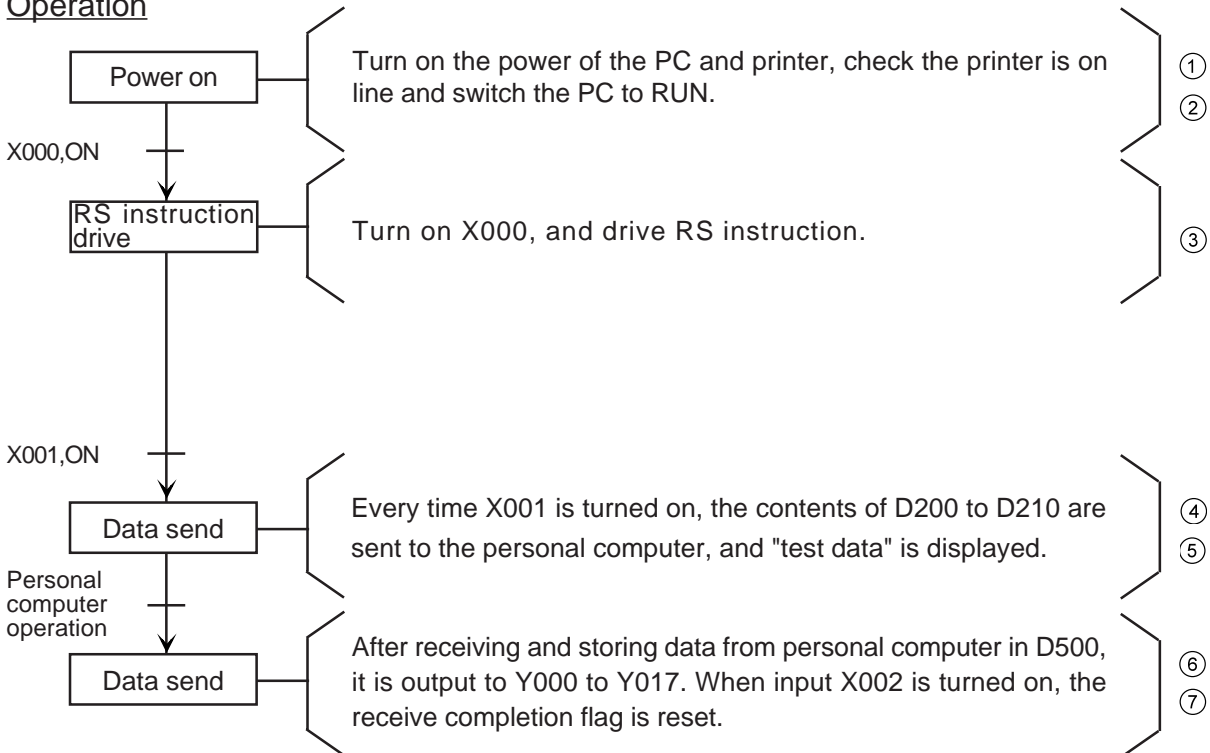 Operation
Power on
Turn on the power of the PC and printer, check the printer is on
line and switch the PC to RUN.
①
②
X000,ON
RS instruction
drive
Turn on X000, and drive RS instruction.
③
X001,ON
Data send
Every time X001 is turned on, the contents of D200 to D210 are
sent to the personal computer, and "test data" is displayed.
④
⑤
Personal
computer
operation
Data send
After receiving and storing data from personal computer in D500,
it is output to Y000 to Y017. When input X002 is turned on, the
receive completion flag is reset.
⑥
⑦